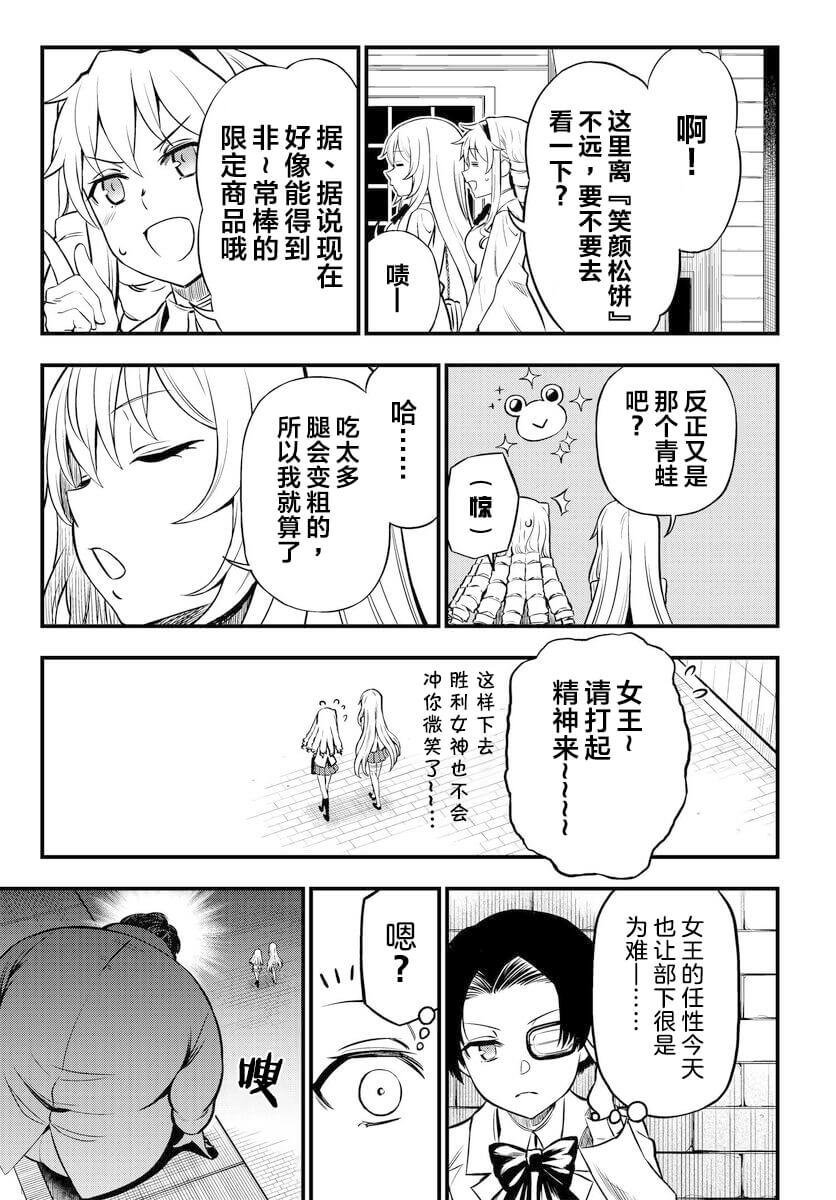 啊！
这里离『笑颜松饼』
不远，要不要去
看一下？
啧ー
据、据说现在
好像能得到
非～常棒的
限定商品哦
反正又是
那个青蛙
吧？
（惊）
哈……
吃太多
腿会变粗的，
所以我就算了
女王～
请打起
精神来～～～～
这样下去
胜利女神也不会
冲你微笑了～～……
女王的任性今天
也让部下很是
为难ー……
嗯？
嗖